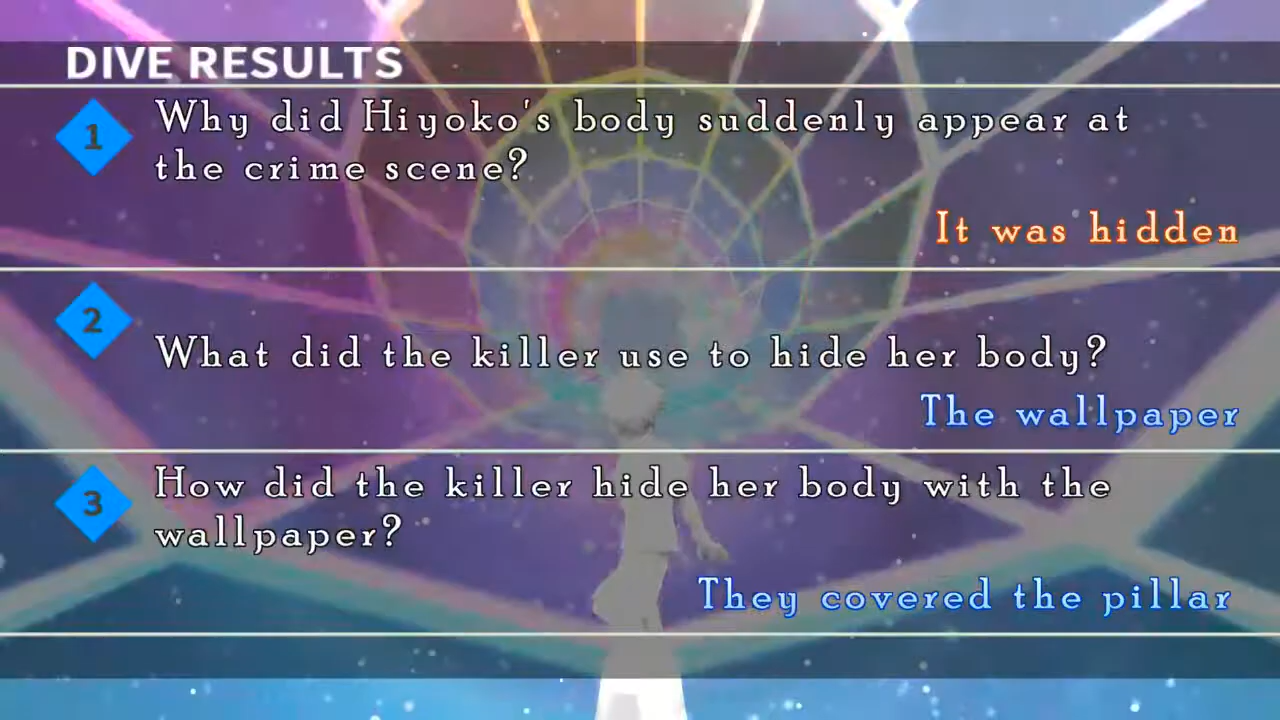 DIVE RESULTS
1
Why did Hiyoko's body suddenly appear at
the crime scene?
It was hidden
2
What did the killer use to hide her body?
The wallpaper
3
How did the killer hide her body with the
wallpaper?
They covered the pillar